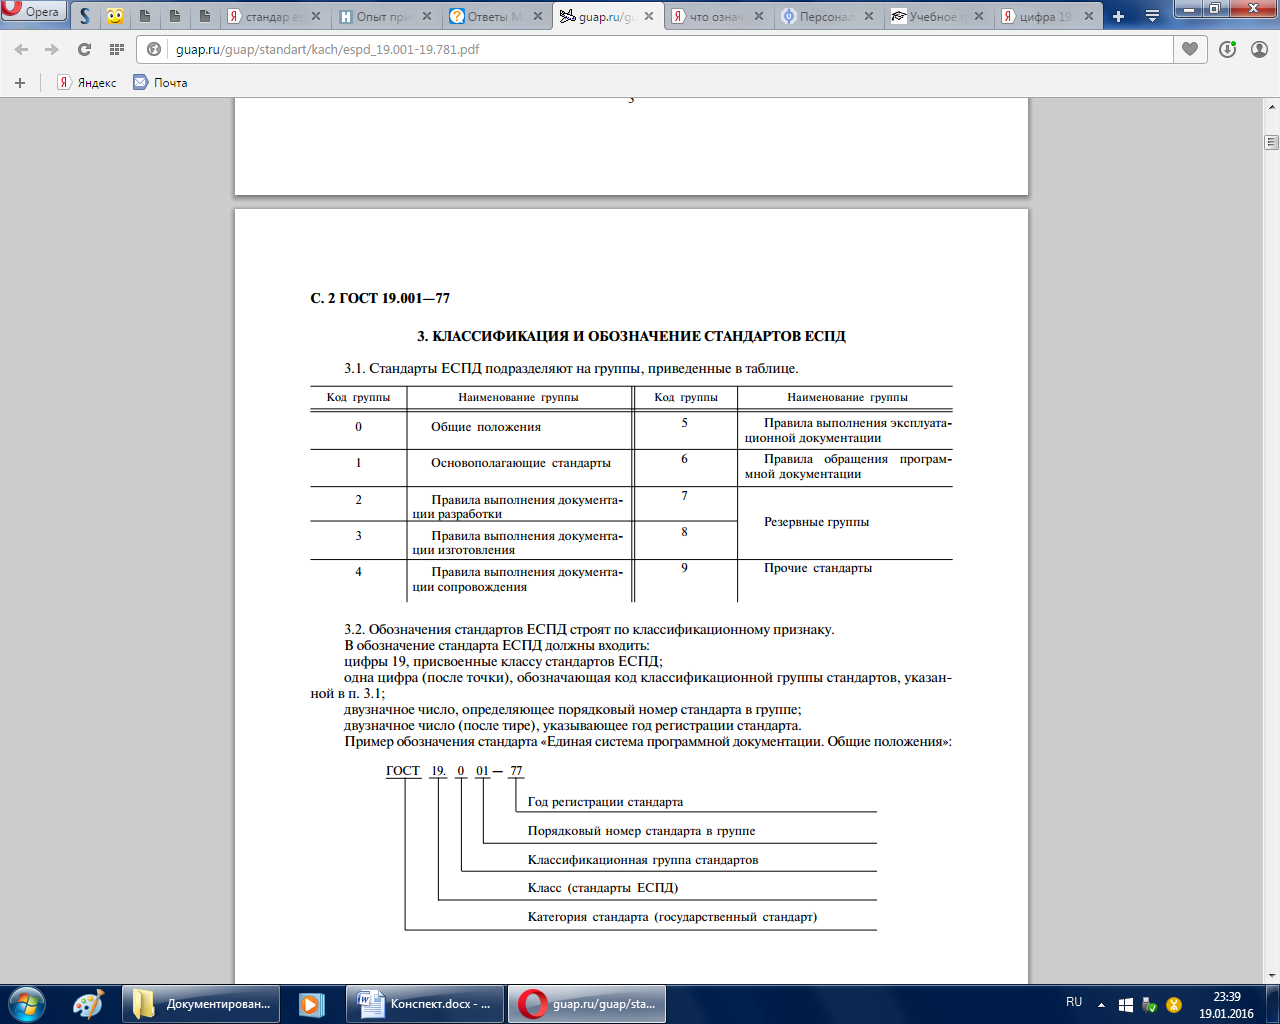 Opera
стандар ес
Опыт при
Ответы М
guap.ru/gu
что означ
Персонал
Учебное п
цифра 19
guap.ru/guap/standart/kach/espd_19.001-19.781.pdf
Яндекс
Почта
3
С. 2 ГОСТ 19.001—77
3. КЛАССИФИКАЦИЯ И ОБОЗНАЧЕНИЕ СТАНДАРТОВ ЕСПД
3.1. Стандарты ЕСПД подразделяют на группы, приведенные в таблице.
Код группы Наименование группы Код группы Наименование группы
0 Общие положения 5 Правила выполнения эксплуата-
ционной документации
1 Основополагающие стандарты 6 Правила обращения програм-
мной документации
2 Правила выполнения документа-
ции разработки
7
Резервные группы
3 Правила выполнения документа-
ции изготовления
8
4 Правила выполнения документа-
ции сопровождения
9 Прочие стандарты
3.2. Обозначения стандартов ЕСПД строят по классификационному признаку.
В обозначение стандарта ЕСПД должны входить:
цифры 19, присвоенные классу стандартов ЕСПД;
одна цифра (после точки), обозначающая код классификационной группы стандартов, указан-
ной в п. 3.1;
двузначное число, определяющее порядковый номер стандарта в группе;
двузначное число (после тире), указывающее год регистрации стандарта.
Пример обозначения стандарта «Единая система программной документации. Общие положения»:
ГОСТ 19. 0 01 — 77
Год регистрации стандарта
Порядковый номер стандарта в группе
Классификационная группа стандартов
Класс (стандарты ЕСПД)
Категория стандарта (государственный стандарт)
Документирован...
Конспект.docx - ...
guap.ru/guap/sta...
RU
23:39
19.01.2016